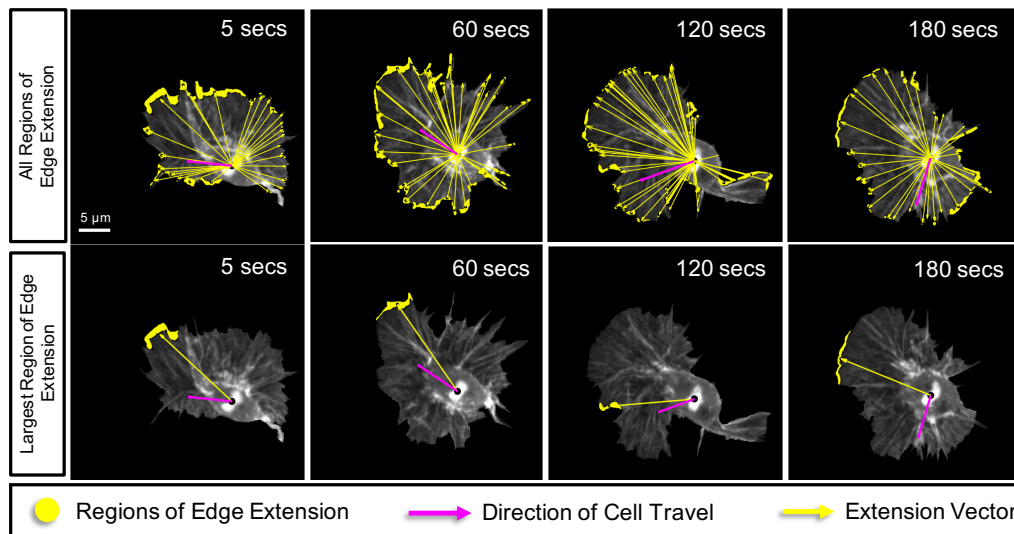 All Regions of
Edge Extension
5 secs
60 secs
120 secs
180 secs
5 µm
Largest Region of Edge
Extension
5 secs
60 secs
120 secs
180 secs
Regions of Edge Extension
Direction of Cell Travel
Extension Vector